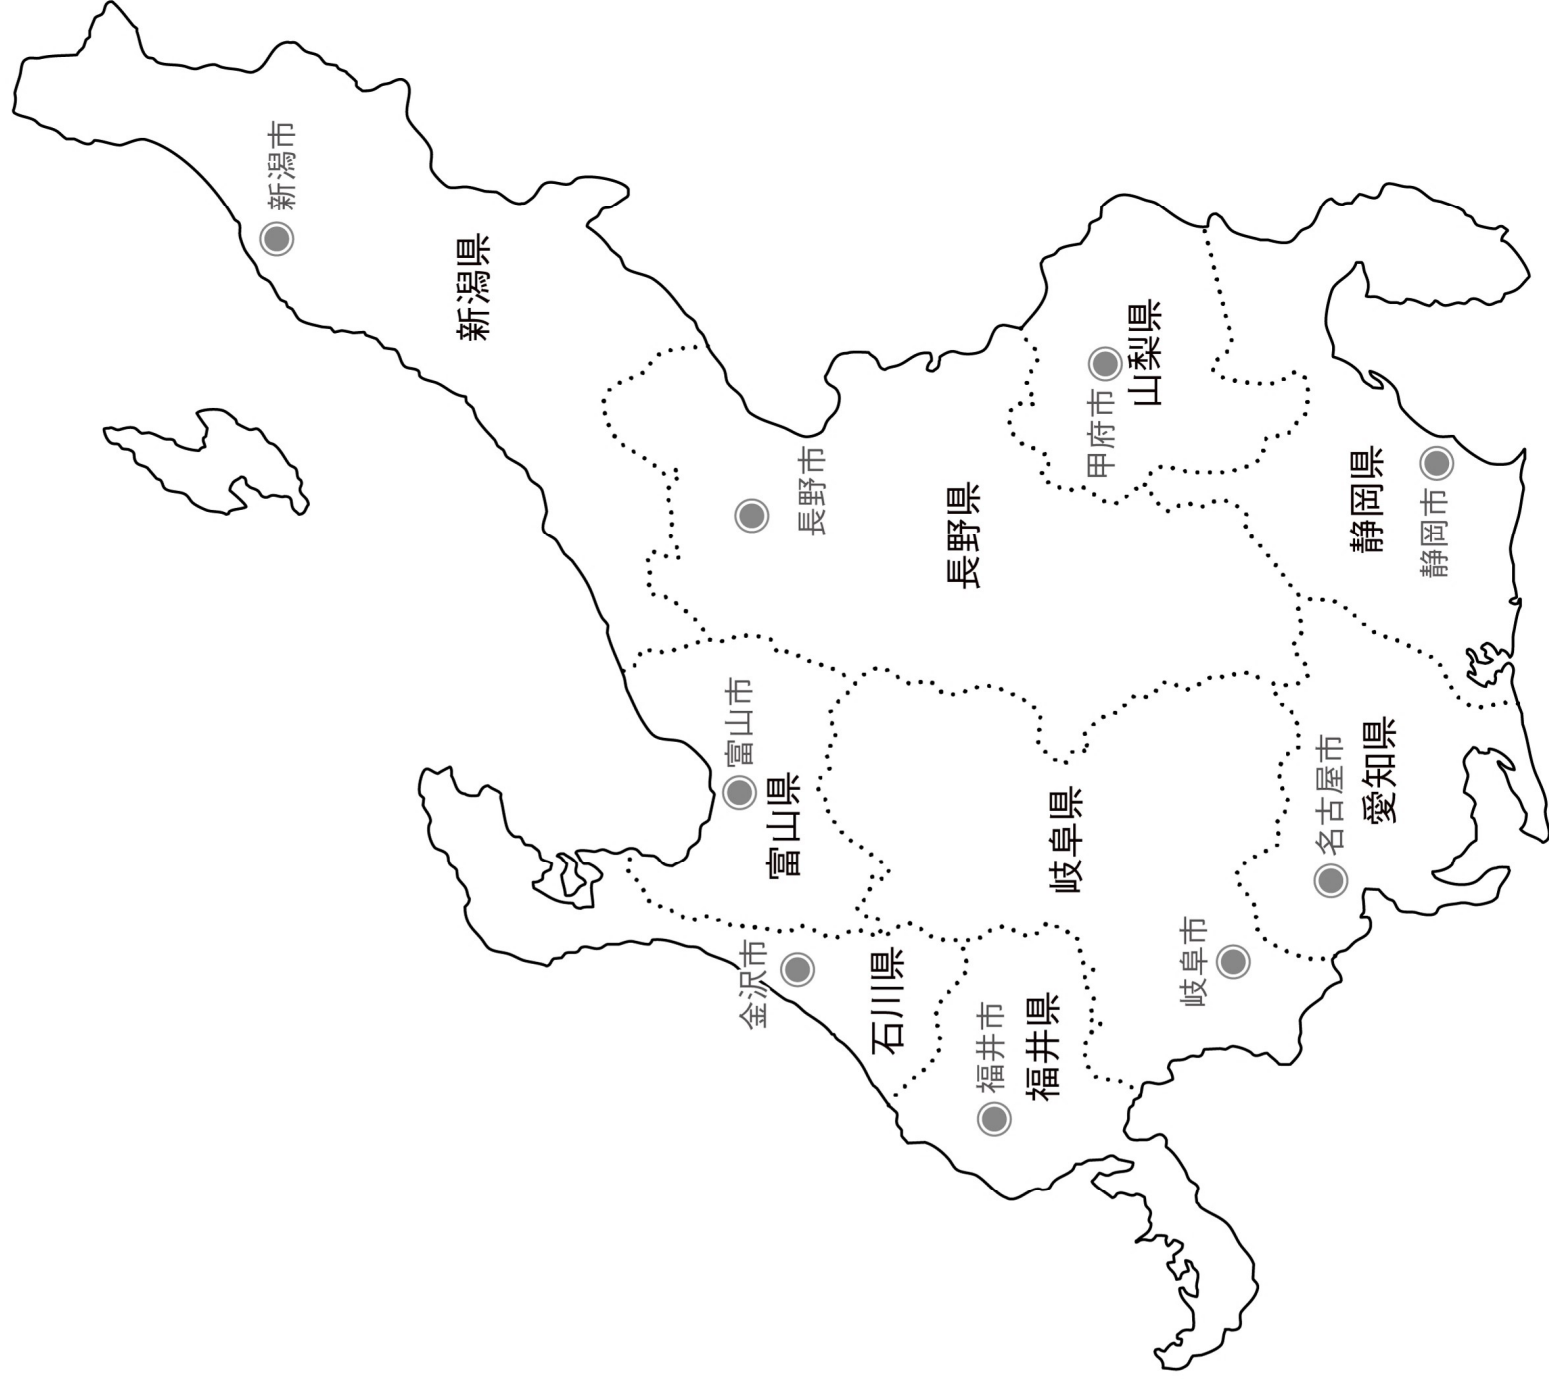 新潟市
新潟県
長野市
長野県
甲府市
山梨県
静岡県
静岡市
富山市
富山県
金沢市
石川県
福井市
福井県
岐阜県
岐阜市
名古屋市
愛知県